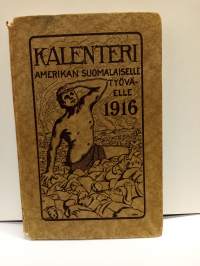 KALENTERI
AMERIKAN SUOMALAISELLE
TYÖVÄ-
ELLE
1916